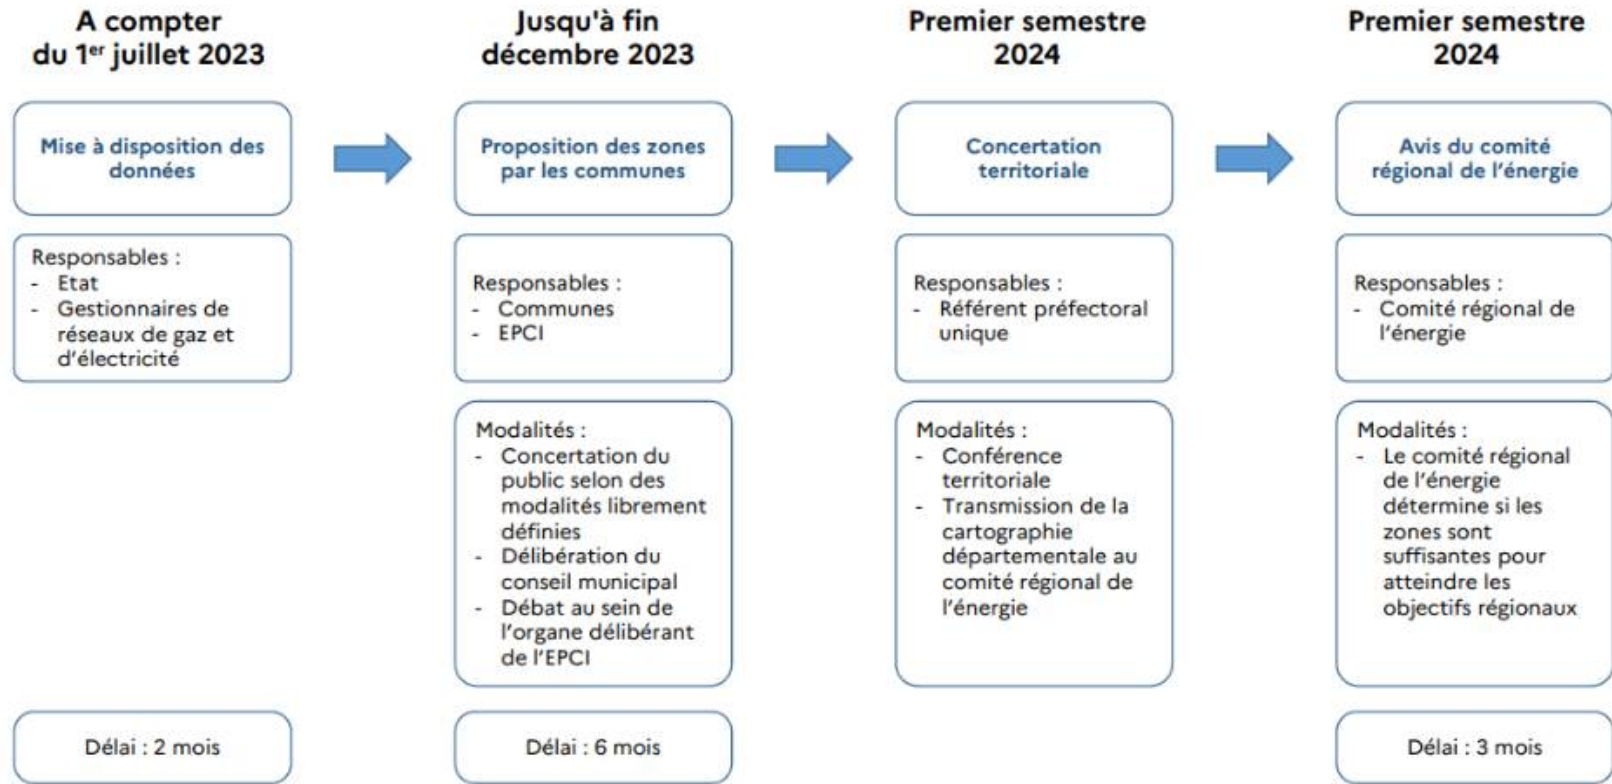 A compter
du 1er juillet 2023
Jusqu'à fin
décembre 2023
Premier semestre
2024
Premier semestre
2024
Mise à disposition des
données
Proposition des zones
par les communes
Concertation
territoriale
Avis du comité
régional de l'énergie
Responsables :
- Etat
- Gestionnaires de
réseaux de gaz et
d'électricité
Responsables :
- Communes
- EPCI
Responsables :
- Référent préfectoral
unique
Responsables :
- Comité régional de
l'énergie
Modalités :
- Concertation du
public selon des
modalités librement
définies
- Délibération du
conseil municipal
- Débat au sein de
l'organe délibérant
de l'EPCI
Modalités :
- Conférence
territoriale
- Transmission de la
cartographie
départementale au
comité régional de
l'énergie
Modalités :
- Le comité régional
de l'énergie
détermine si les
zones sont
suffisantes pour
atteindre les
objectifs régionaux
Délai : 2 mois
Délai : 6 mois
Délai : 3 mois